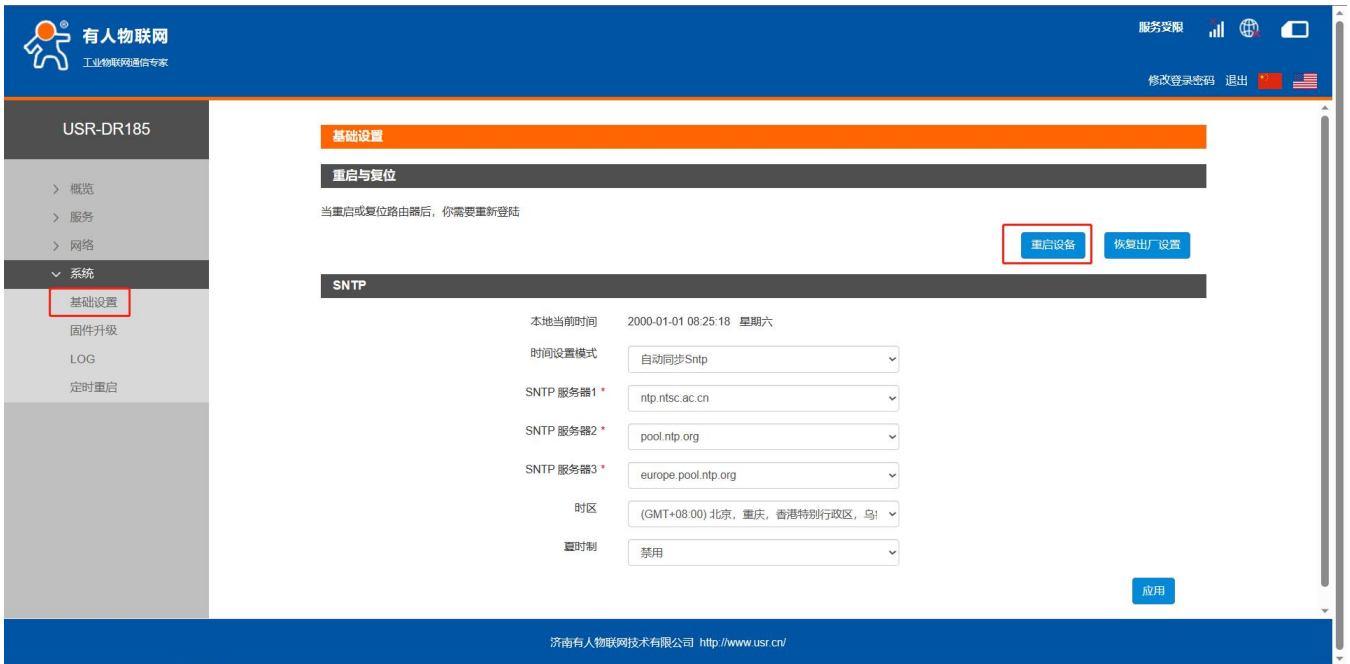 有人物联网
工业物联网通信专家
服务受限
修改登录密码 退出
USR-DR185
概览
服务
网络
系统
基础设置
固件升级
LOG
定时重启
基础设置
重启与复位
当重启或复位路由器后，你需要重新登陆
重启设备 恢复出厂设置
SNTP
本地当前时间 2000-01-01 08:25:18 星期六
时间设置模式 自动同步Sntp
SNTP 服务器1 * ntp.ntsc.ac.cn
SNTP 服务器2 * pool.ntp.org
SNTP 服务器3 * europe.pool.ntp.org
时区 (GMT+08:00) 北京，重庆，香港特别行政区，
夏时制 禁用
应用
济南有人物联网技术有限公司 http://www.usr.cn/